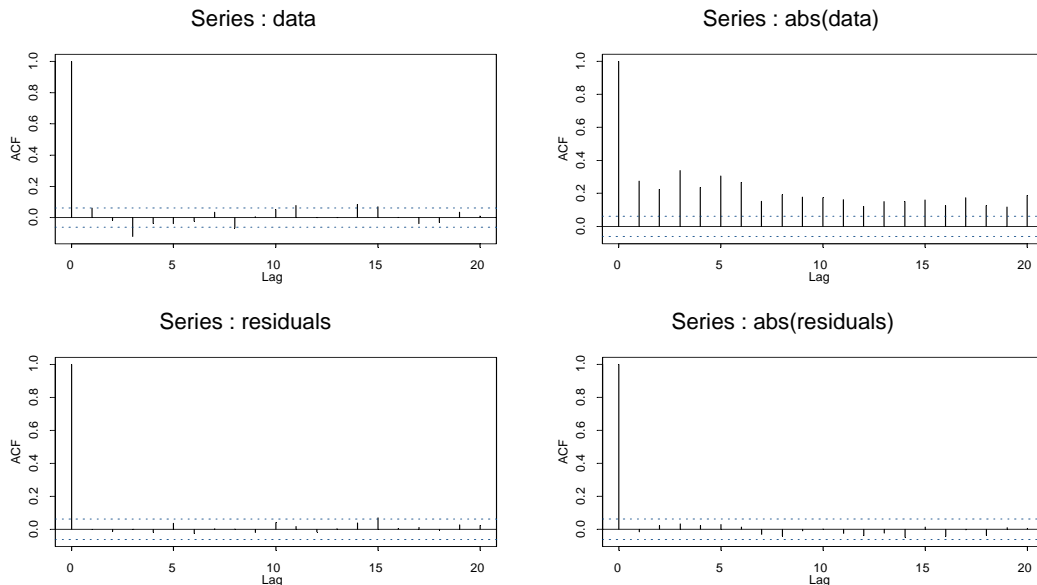 Series : data
ACF
0.0 0.2 0.4 0.6 0.8 1.0
0 5 10 15 20
Lag
Series : abs(data)
ACF
0.0 0.2 0.4 0.6 0.8 1.0
0 5 10 15 20
Lag
Series : residuals
ACF
0.0 0.2 0.4 0.6 0.8 1.0
0 5 10 15 20
Lag
Series : abs(residuals)
ACF
0.0 0.2 0.4 0.6 0.8 1.0
0 5 10 15 20
Lag